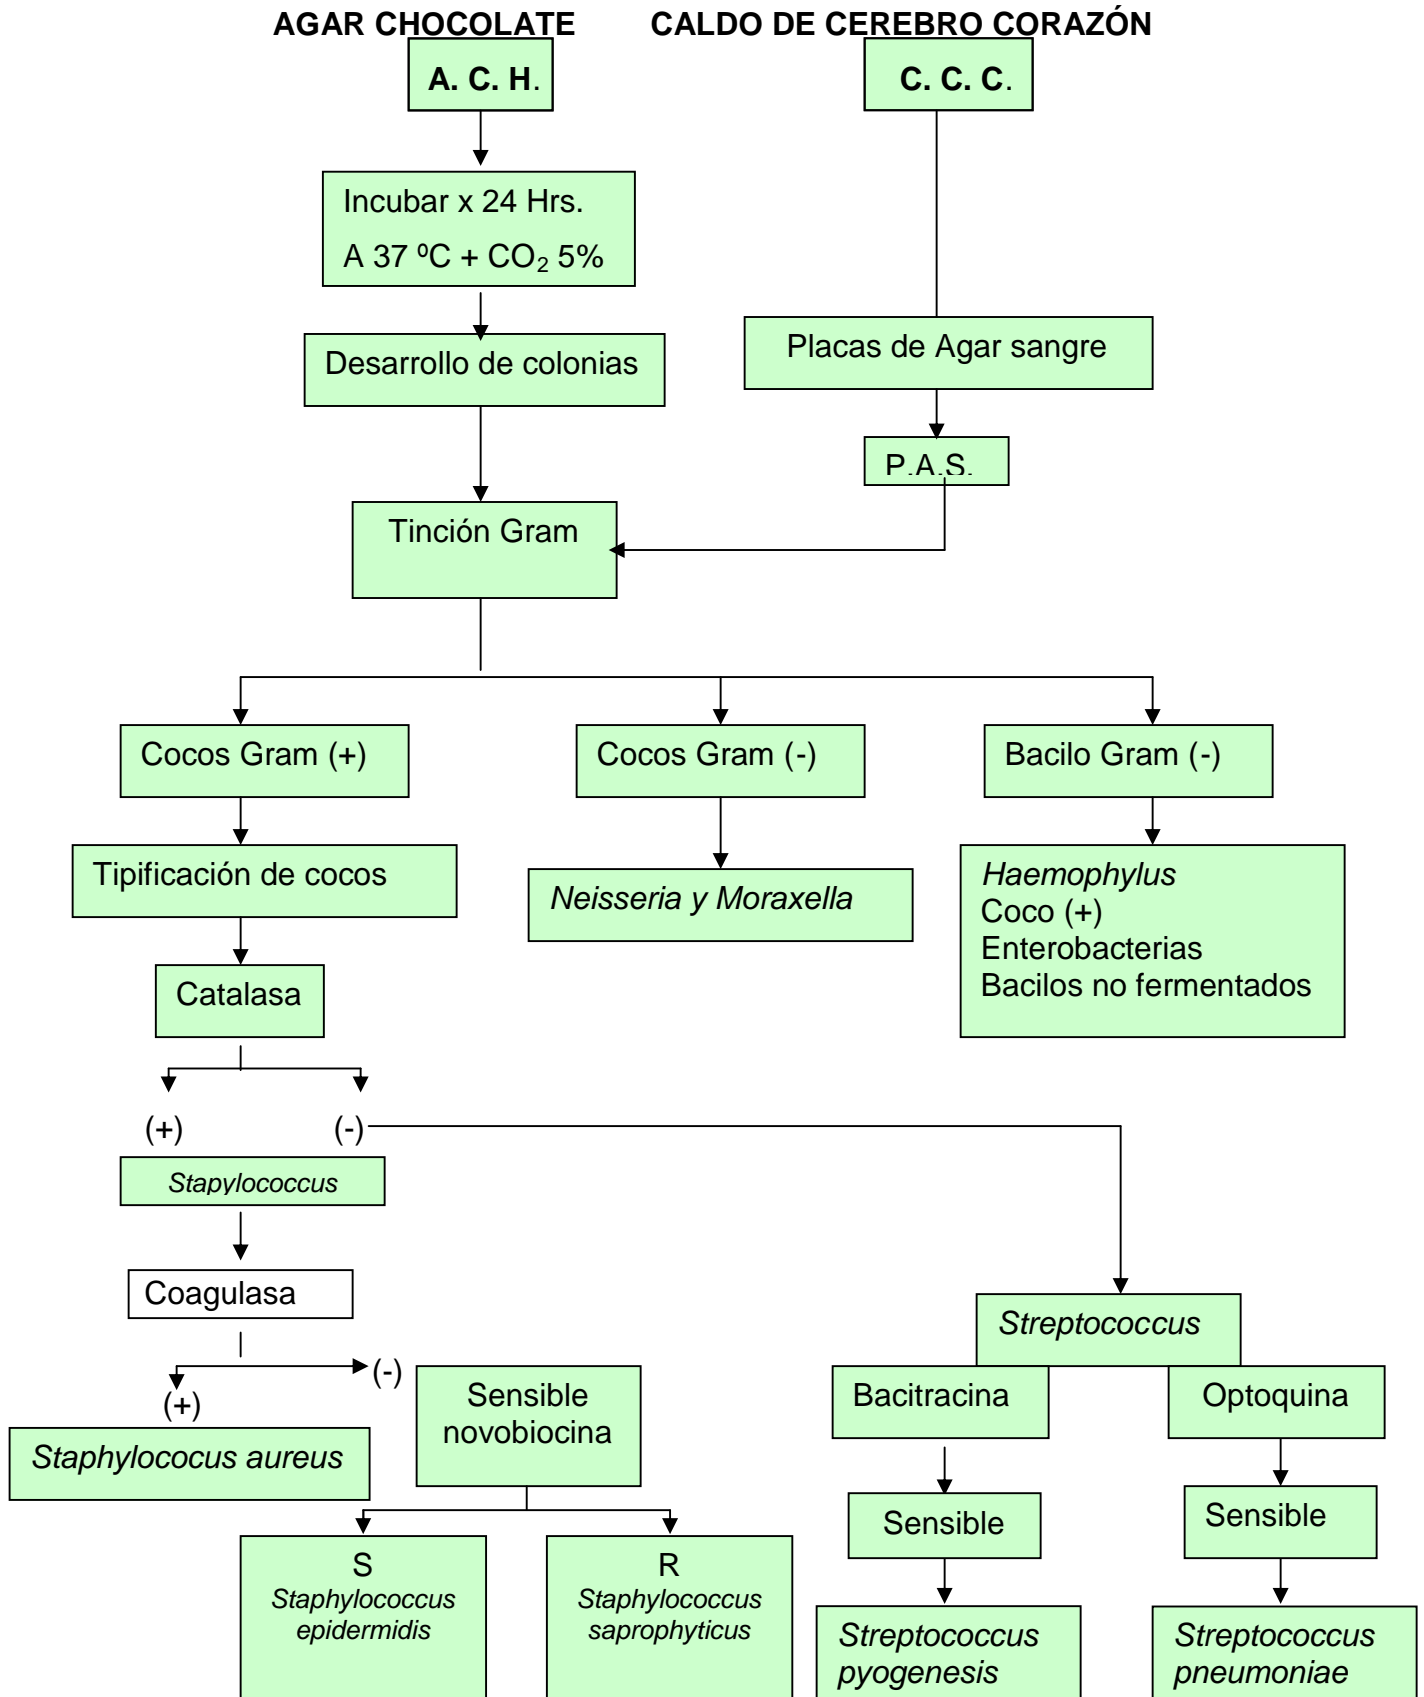 AGAR CHOCOLATE CALDO DE CEREBRO CORAZÓN
A. C. H.
C. C. C.
Incubar x 24 Hrs.
A 37 ºC + CO₂ 5%
Desarrollo de colonias
Placas de Agar sangre
P.A.S.
Tinción Gram
Cocos Gram (+)
Cocos Gram (-)
Bacilo Gram (-)
Tipificación de cocos
Neisseria y Moraxella
Haemophylus
Coco (+)
Enterobacterias
Bacilos no fermentados
Catalasa
(+)
(-)
Stapylococcus
Coagulasa
(-)
(+)
Staphylococus aureus
Sensible
novobiocina
S
Staphylococcus
epidermidis
R
Staphylococcus
saprophyticus
Streptococcus
Bacitracina
Optoquina
Sensible
Sensible
Streptococcus
pyogenesis
Streptococcus
pneumoniae